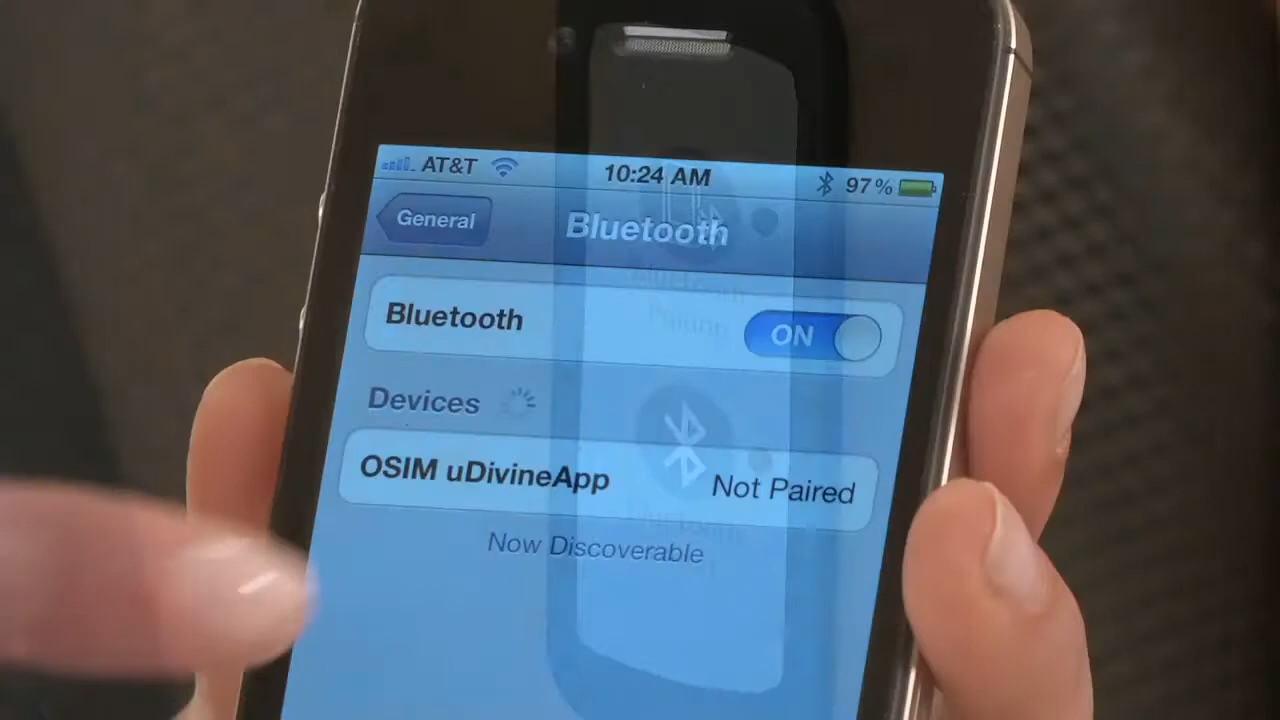 AT&T 10:24 AM 97%
General Bluetooth
Bluetooth ON
Devices
OSIM uDivineApp Not Paired
Now Discoverable